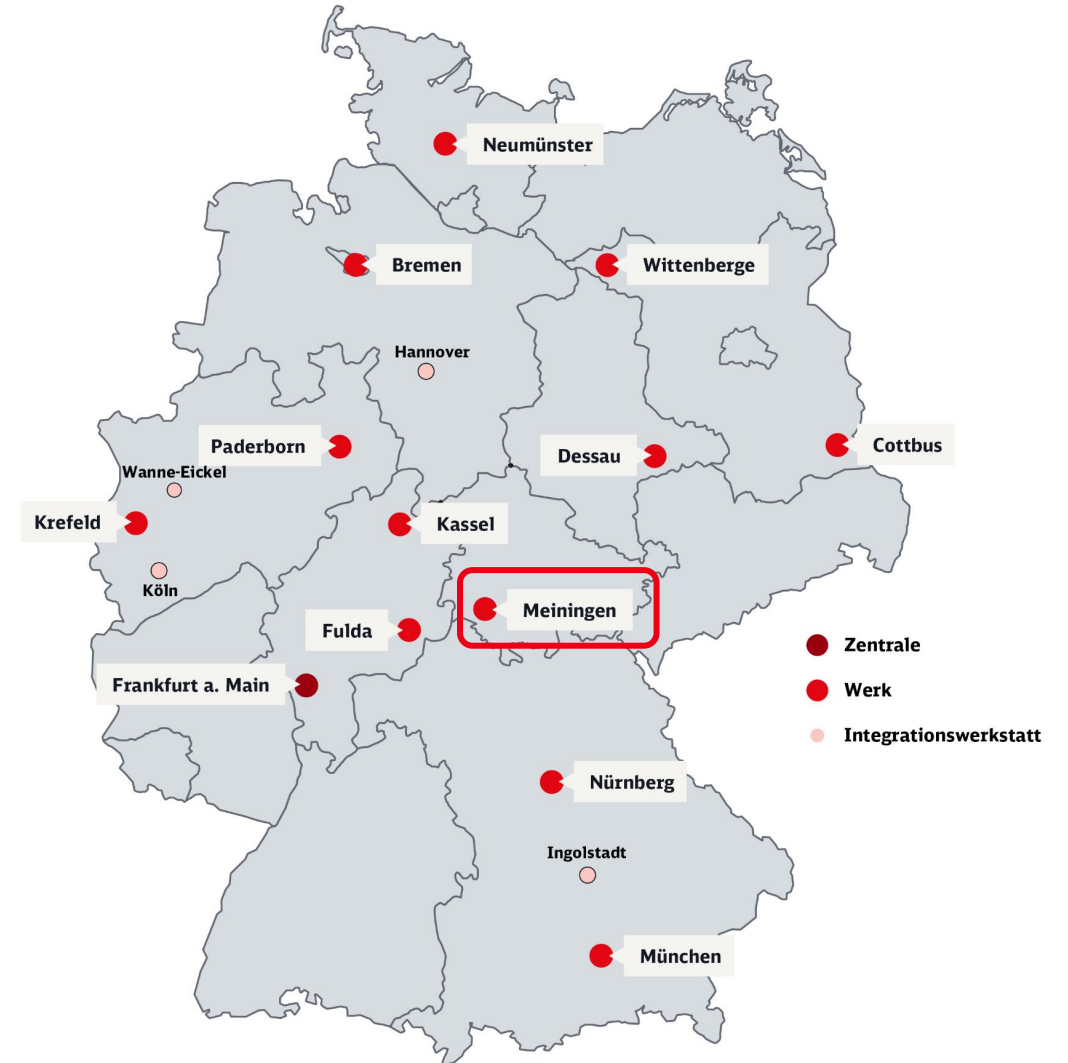 Neumünster
Bremen
Wittenberge
Hannover
Paderborn
Dessau
Cottbus
Wanne-Eickel
Krefeld
Kassel
Köln
Meiningen
Fulda
Frankfurt a. Main
Zentrale
Werk
Integrationswerkstatt
Nürnberg
Ingolstadt
München